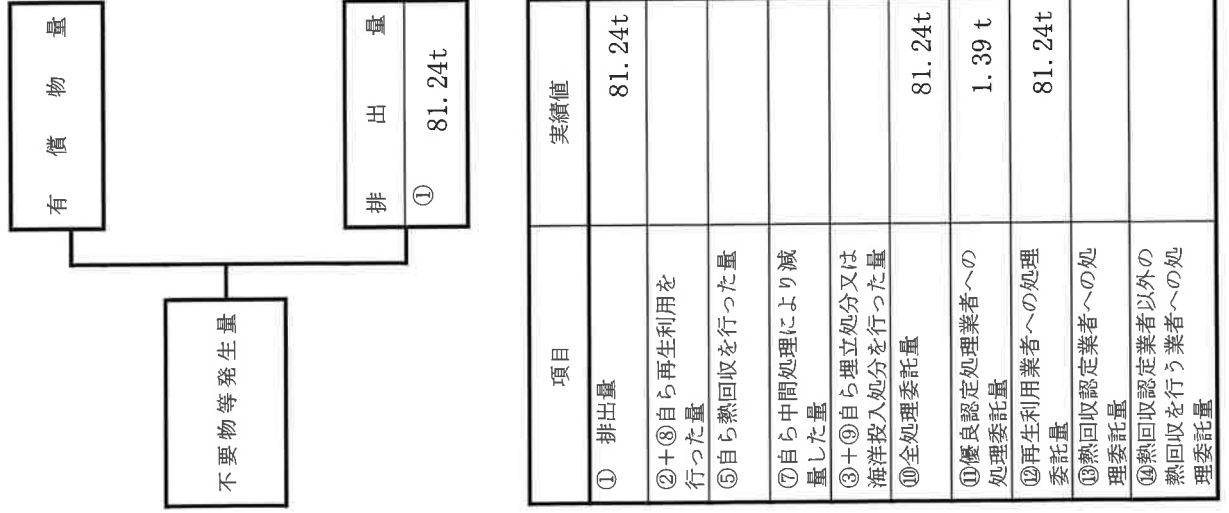 有償物量
不要物等発生量
排出量
① 81.24t
項目 実績値
① 排出量 81.24t
②+⑧自ら再生利用を
行った量
⑤自ら熱回収を行った量
⑦自ら中間処理により減
量した量
③+⑨自ら埋立処分又は
海洋投入処分を行った量
⑩全処理委託量 81.24t
⑪優良認定処理業者への
処理委託量 1.39 t
⑫再生利用業者への処理
委託量 81.24t
⑬熱回収認定業者への処
理委託量
⑭熱回収認定業者以外の
熱回収を行う業者への処
理委託量